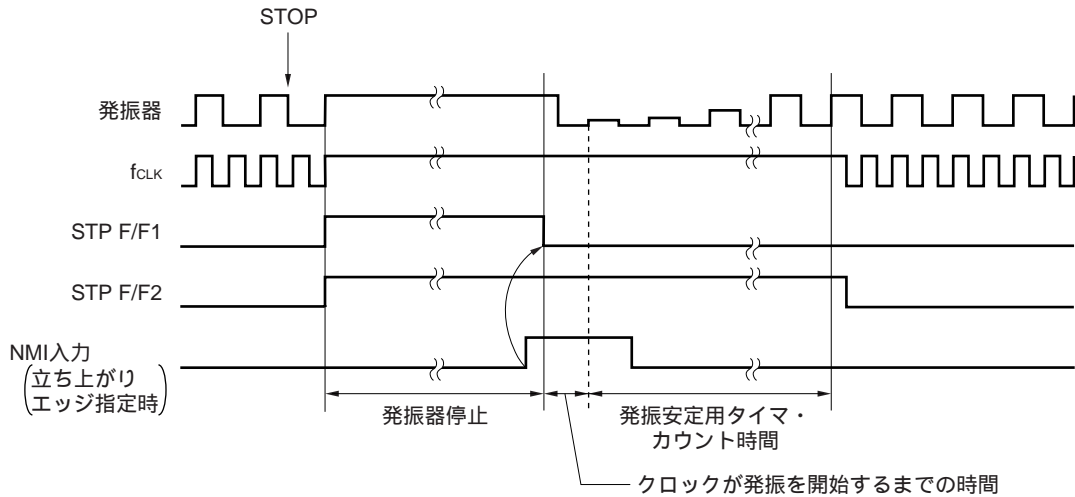 STOP
発振器
fCLK
STP F/F1
STP F/F2
NMI入力
立ち上がり
エッジ指定時
発振器停止
発振安定用タイマ・
カウント時間
クロックが発振を開始するまでの時間